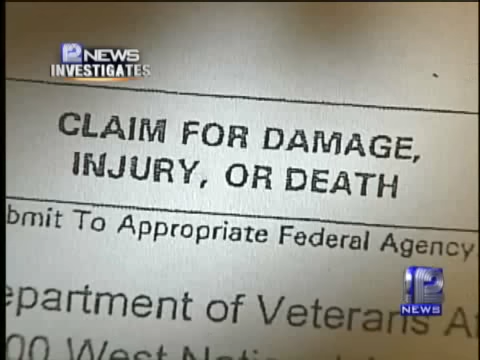 12 NEWS
INVESTIGATES
CLAIM FOR DAMAGE,
INJURY, OR DEATH
bmit To Appropriate Federal Agency
epartment of Veterans A
00 West Nation
12
NEWS